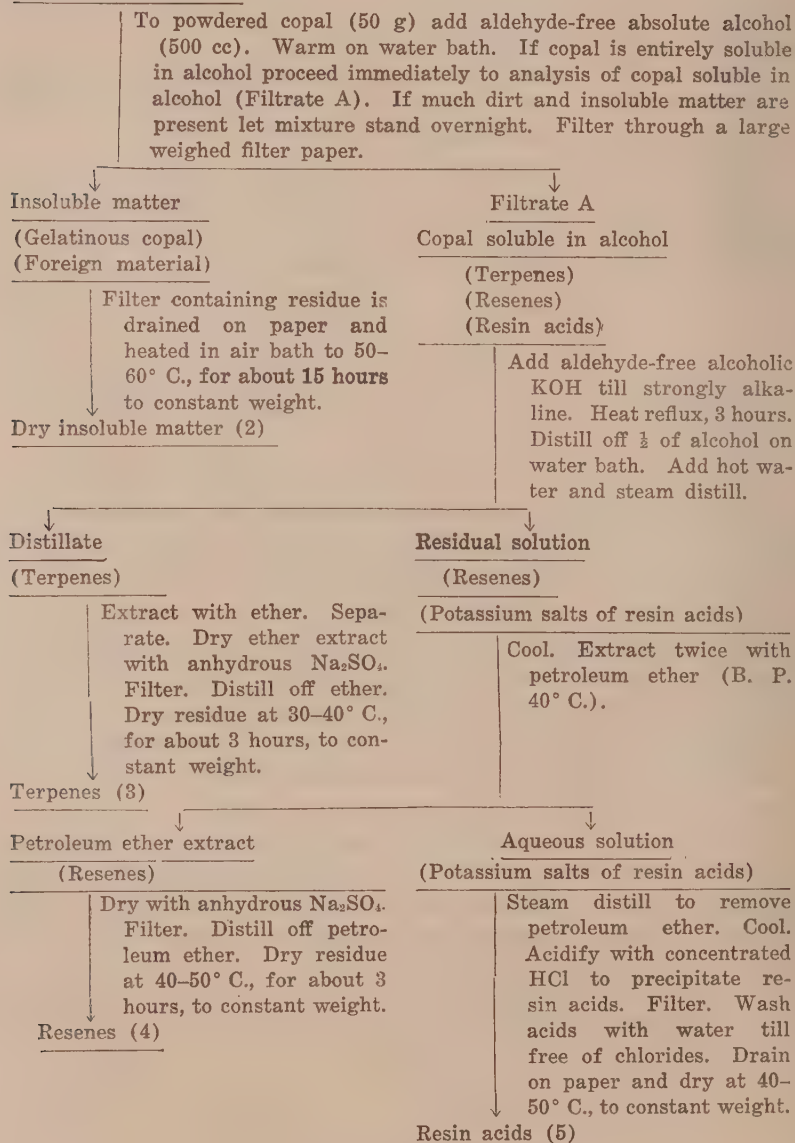 To powdered copal (50 g) add aldehyde-free absolute alcohol
(500 cc). Warm on water bath. If copal is entirely soluble
in alcohol proceed immediately to analysis of copal soluble in
alcohol (Filtrate A). If much dirt and insoluble matter are
present let mixture stand overnight. Filter through a large
weighed filter paper.
Insoluble matter
(Gelatinous copal)
(Foreign material)
Filter containing residue is
drained on paper and
heated in air bath to 50–
60° C., for about 15 hours
to constant weight.
Dry insoluble matter (2)
Filtrate A
Copal soluble in alcohol
(Terpenes)
(Resenes)
(Resin acids)
Add aldehyde-free alcoholic
KOH till strongly alka-
line. Heat reflux, 3 hours.
Distill off ½ of alcohol on
water bath. Add hot wa-
ter and steam distill.
Distillate
(Terpenes)
Extract with ether. Sepa-
rate. Dry ether extract
with anhydrous Na₂SO₄.
Filter. Distill off ether.
Dry residue at 30–40° C.,
for about 3 hours, to con-
stant weight.
Terpenes (3)
Residual solution
(Resenes)
(Potassium salts of resin acids)
Cool. Extract twice with
petroleum ether (B. P.
40° C.).
Petroleum ether extract
(Resenes)
Dry with anhydrous Na₂SO₄.
Filter. Distill off petro-
leum ether. Dry residue
at 40–50° C., for about 3
hours, to constant weight.
Resenes (4)
Aqueous solution
(Potassium salts of resin acids)
Steam distill to remove
petroleum ether. Cool.
Acidify with concentrated
HCl to precipitate re-
sin acids. Filter. Wash
acids with water till
free of chlorides. Drain
on paper and dry at 40–
50° C., to constant weight.
Resin acids (5)